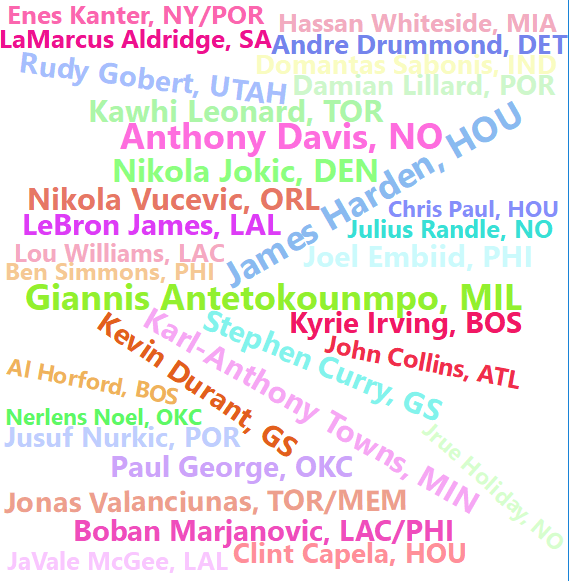 Enes Kanter, NY/POR
Hassan Whiteside, MIA
LaMarcus Aldridge, SA
Andre Drummond, DET
Rudy Gobert, UTAH
Domantas Sabonis, IND
Damian Lillard, POR
Kawhi Leonard, TOR
Anthony Davis, NO
Nikola Jokic, DEN
James Harden, HOU
Nikola Vucevic, ORL
Chris Paul, HOU
LeBron James, LAL
Julius Randle, NO
Lou Williams, LAC
Joel Embiid, PHI
Ben Simmons, PHI
Giannis Antetokounmpo, MIL
Kyrie Irving, BOS
Stephen Curry, GS
Karl-Anthony Towns, MIN
Kevin Durant, GS
John Collins, ATL
Al Horford, BOS
Nerlens Noel, OKC
Jusuf Nurkic, POR
Jrue Holiday, NO
Paul George, OKC
Jonas Valanciunas, TOR/MEM
Boban Marjanovic, LAC/PHI
JaVale McGee, LAL
Clint Capela, HOU